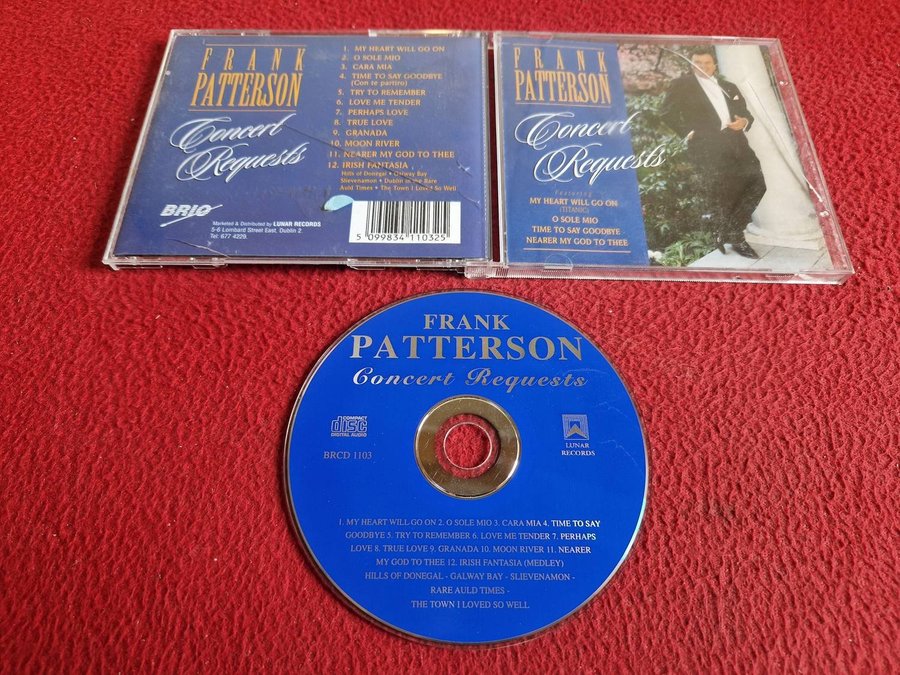 FRANK
PATTERSON
Concert
Requests
1. MY HEART WILL GO ON
2. O SOLE MIO
3. CARA MIA
4. TIME TO SAY GOODBYE
(Con te partiro)
5. TRY TO REMEMBER
6. LOVE ME TENDER
7. PERHAPS LOVE
8. TRUE LOVE
9. GRANADA
10. MOON RIVER
11. NEARER MY GOD TO THEE
12. IRISH FANTASIA
Hills of Donegal • Galway Bay
Slievenamon • Dublin in the Rare
Auld Times • The Town I Loved So Well
BRIO
Marketed & Distributed by LUNAR RECORDS
5-6 Lombard Street East, Dublin 2
Tel: 677 4229.
5 099834 110325
FRANK
PATTERSON
Concert
Requests
Featuring
MY HEART WILL GO ON
(TITANIC)
O SOLE MIO
TIME TO SAY GOODBYE
NEARER MY GOD TO THEE
FRANK
PATTERSON
Concert Requests
COMPACT
disc
DIGITAL AUDIO
BRCD 1103
LUNAR
RECORDS
1. MY HEART WILL GO ON 2. O SOLE MIO 3. CARA MIA 4. TIME TO SAY
GOODBYE 5. TRY TO REMEMBER 6. LOVE ME TENDER 7. PERHAPS
LOVE 8. TRUE LOVE 9. GRANADA 10. MOON RIVER 11. NEARER
MY GOD TO THEE 12. IRISH FANTASIA (MEDLEY)
HILLS OF DONEGAL - GALWAY BAY - SLIEVENAMON -
RARE AULD TIMES -
THE TOWN I LOVED SO WELL